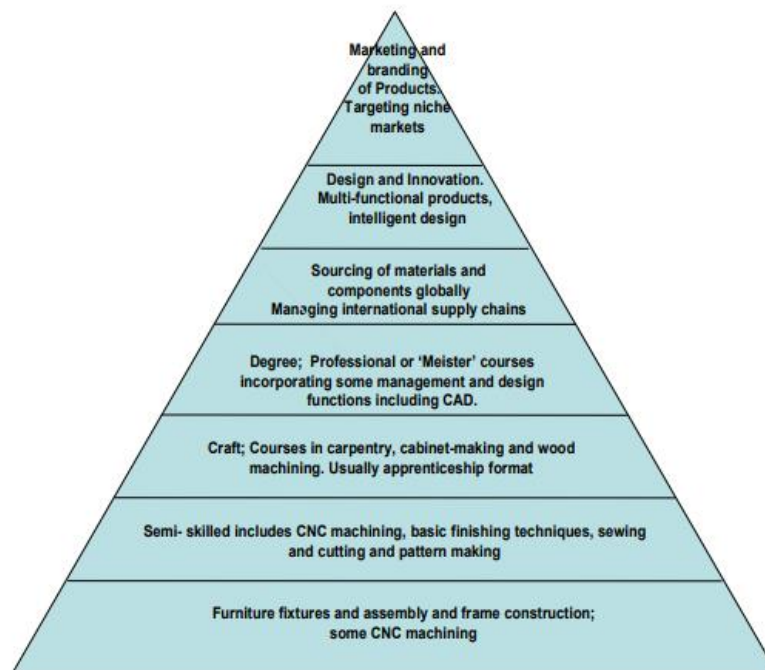 Marketing and
branding
of Products.
Targeting niche
markets
Design and Innovation.
Multi-functional products,
intelligent design
Sourcing of materials and
components globally
Managing international supply chains
Degree; Professional or ‘Meister’ courses
incorporating some management and design
functions including CAD.
Craft; Courses in carpentry, cabinet-making and wood
machining. Usually apprenticeship format
Semi- skilled includes CNC machining, basic finishing techniques, sewing
and cutting and pattern making
Furniture fixtures and assembly and frame construction;
some CNC machining